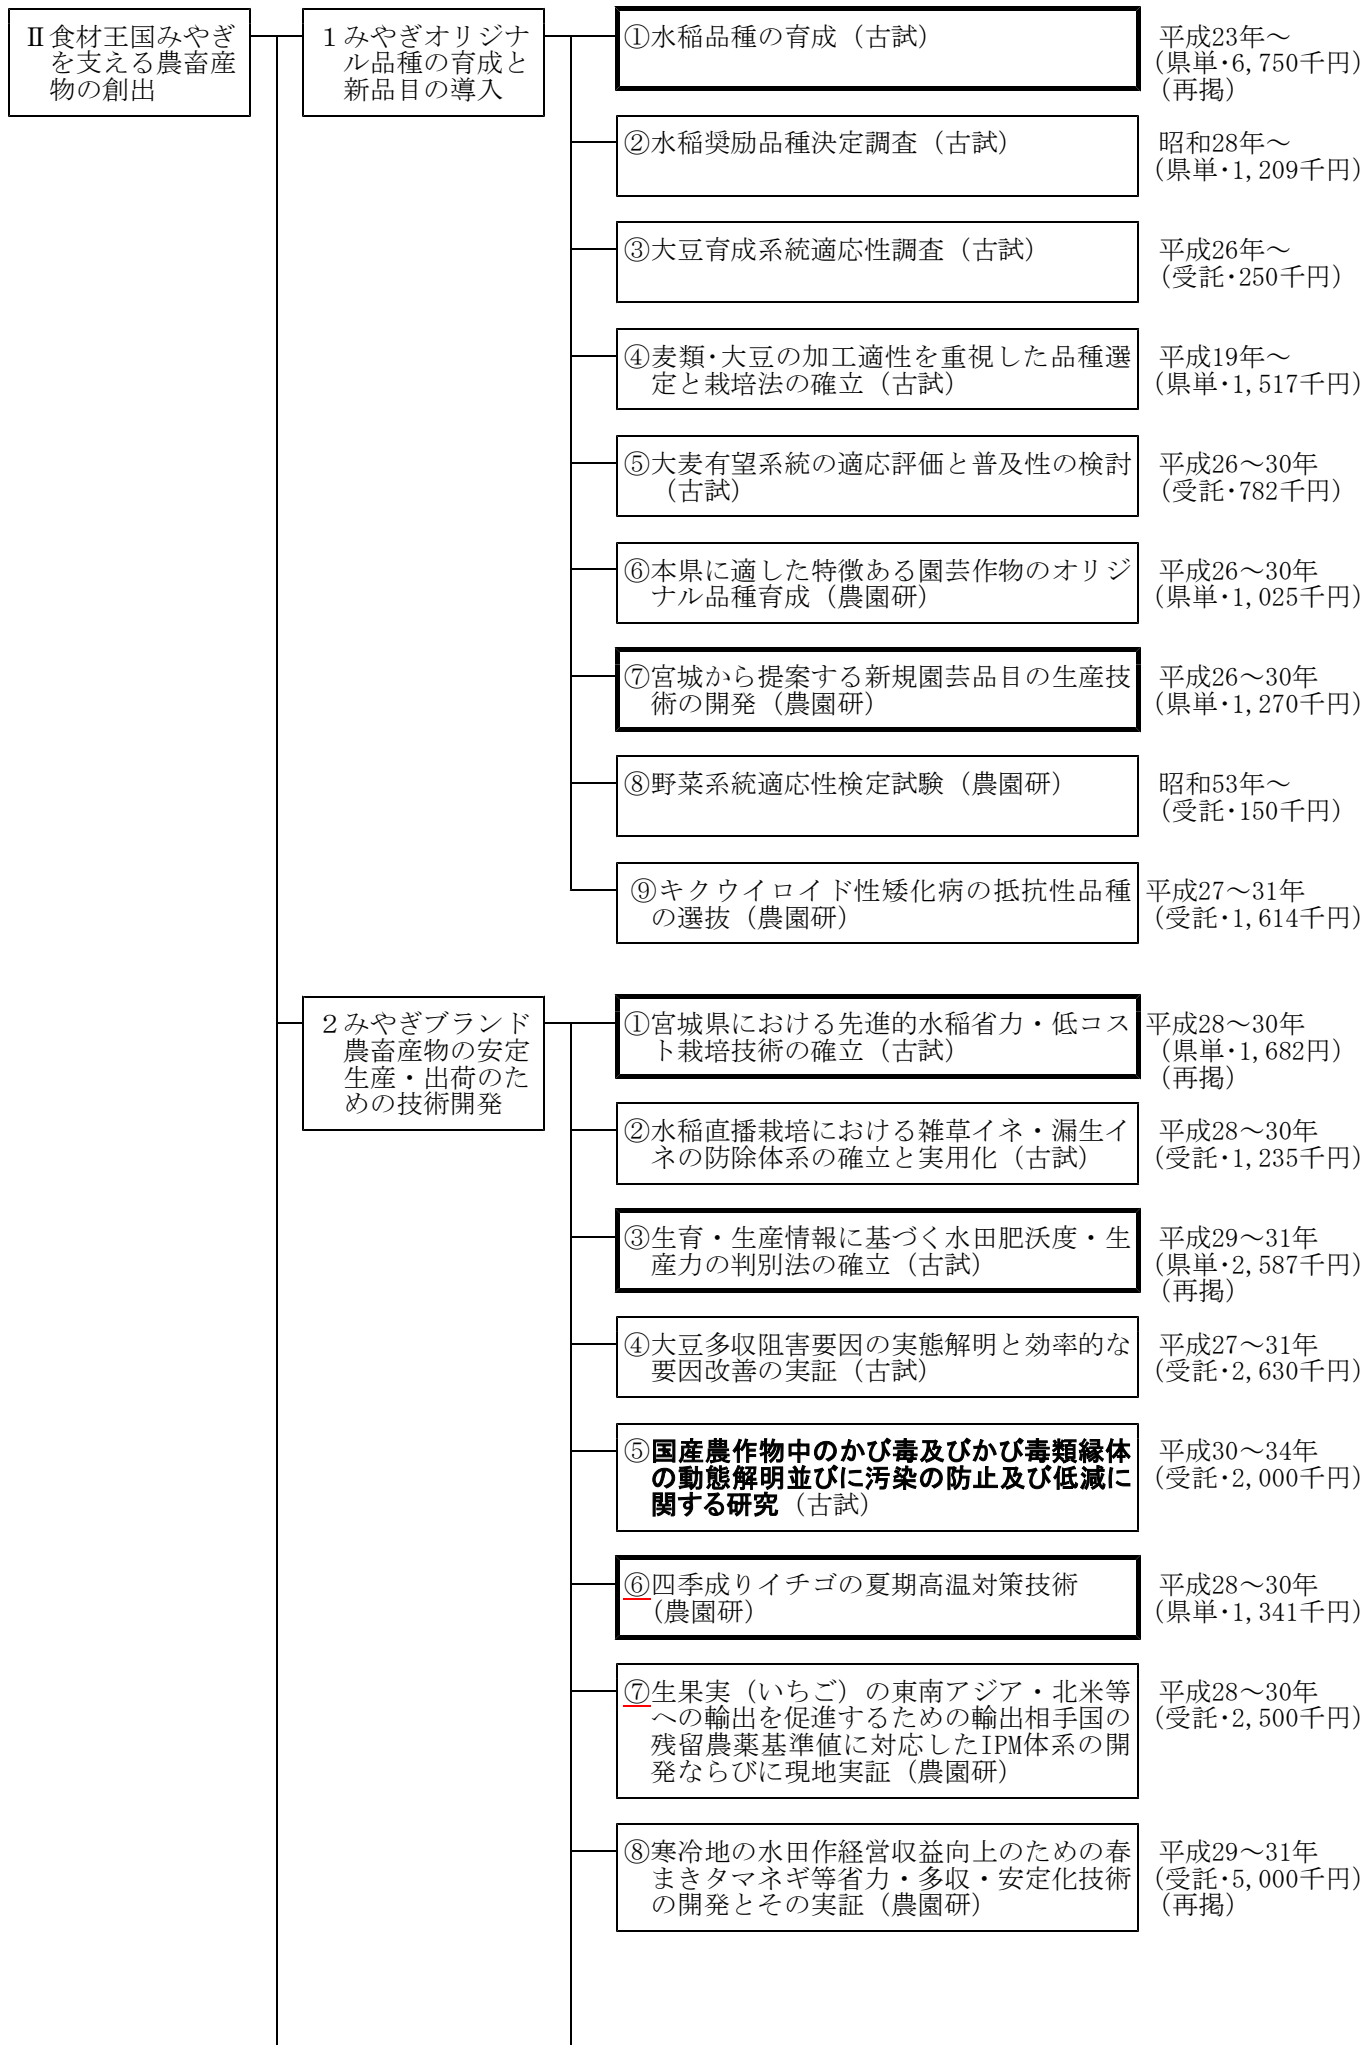 Ⅱ食材王国みやぎ
を支える農畜産
物の創出
１みやぎオリジナ
ル品種の育成と
新品目の導入
①水稲品種の育成（古試）
平成23年～
（県単・6,750千円）
（再掲）
②水稲奨励品種決定調査（古試）
昭和28年～
（県単・1,209千円）
③大豆育成系統適応性調査（古試）
平成26年～
（受託・250千円）
④麦類・大豆の加工適性を重視した品種選
定と栽培法の確立（古試）
平成19年～
（県単・1,517千円）
⑤大麦有望系統の適応評価と普及性の検討
（古試）
平成26～30年
（受託・782千円）
⑥本県に適した特徴ある園芸作物のオリジ
ナル品種育成（農園研）
平成26～30年
（県単・1,025千円）
⑦宮城から提案する新規園芸品目の生産技
術の開発（農園研）
平成26～30年
（県単・1,270千円）
⑧野菜系統適応性検定試験（農園研）
昭和53年～
（受託・150千円）
⑨キクウイロイド性矮化病の抵抗性品種
の選抜（農園研）
平成27～31年
（受託・1,614千円）
２みやぎブランド
農畜産物の安定
生産・出荷のた
めの技術開発
①宮城県における先進的水稲省力・低コス
ト栽培技術の確立（古試）
平成28～30年
（県単・1,682円）
（再掲）
②水稲直播栽培における雑草イネ・漏生イ
ネの防除体系の確立と実用化（古試）
平成28～30年
（受託・1,235千円）
③生育・生産情報に基づく水田肥沃度・生
産力の判別法の確立（古試）
平成29～31年
（県単・2,587千円）
（再掲）
④大豆多収阻害要因の実態解明と効率的な
要因改善の実証（古試）
平成27～31年
（受託・2,630千円）
⑤国産農作物中のかび毒及びかび毒類縁体
の動態解明並びに汚染の防止及び低減に
関する研究（古試）
平成30～34年
（受託・2,000千円）
⑥四季成りイチゴの夏期高温対策技術
（農園研）
平成28～30年
（県単・1,341千円）
⑦生果実（いちご）の東南アジア・北米等
への輸出を促進するための輸出相手国の
残留農薬基準値に対応したIPM体系の開
発ならびに現地実証（農園研）
平成28～30年
（受託・2,500千円）
⑧寒冷地の水田作経営収益向上のための春
まきタマネギ等省力・多収・安定化技術
の開発とその実証（農園研）
平成29～31年
（受託・5,000千円）
（再掲）